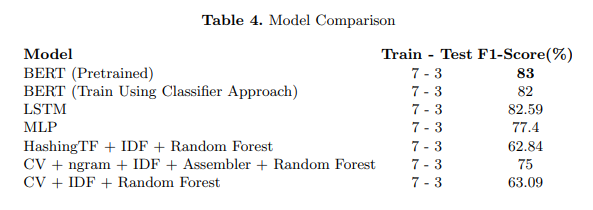 Table 4. Model Comparison
Model Train - Test F1-Score(%)
BERT (Pretrained) 7 - 3 83
BERT (Train Using Classifier Approach) 7 - 3 82
LSTM 7 - 3 82.59
MLP 7 - 3 77.4
HashingTF + IDF + Random Forest 7 - 3 62.84
CV + ngram + IDF + Assembler + Random Forest 7 - 3 75
CV + IDF + Random Forest 7 - 3 63.09